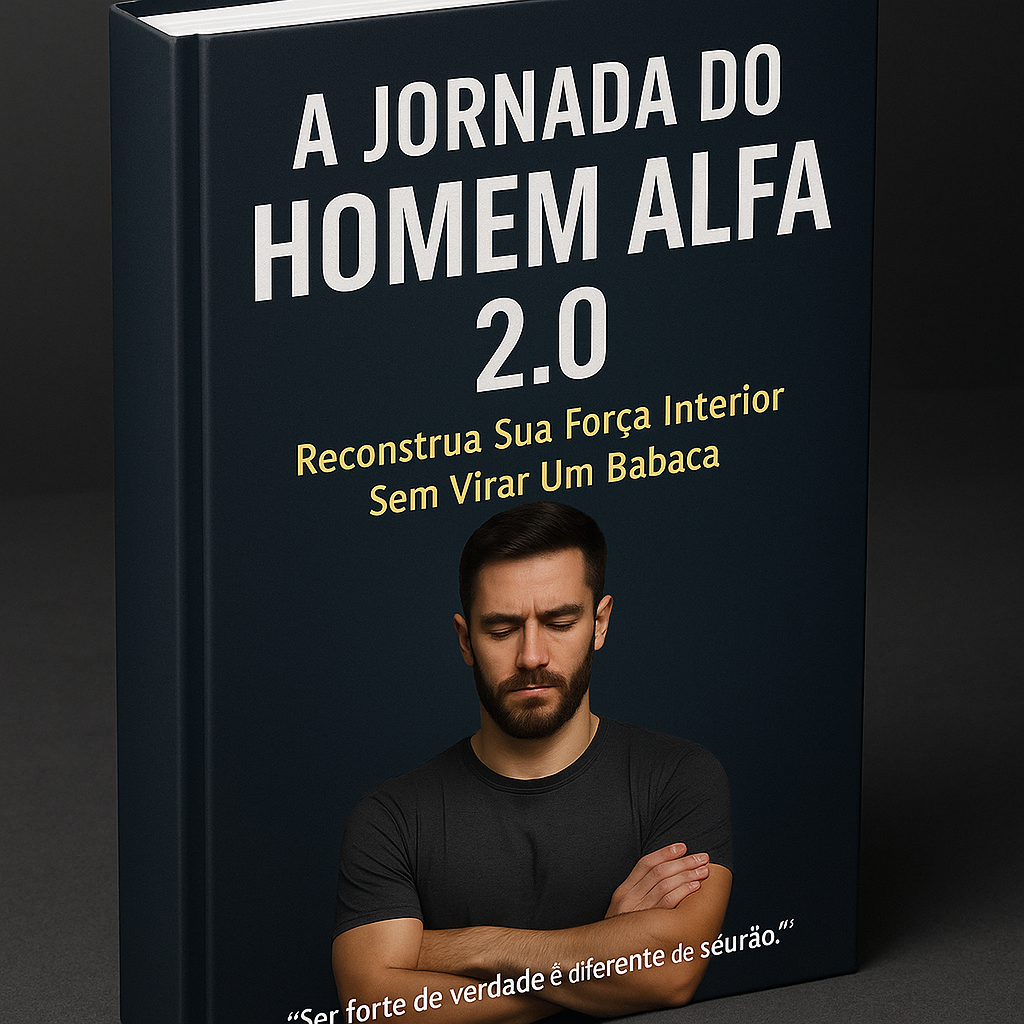 A JORNADA DO
HOMEM ALFA
2.0
Reconstrua Sua Força Interior
Sem Virar Um Babaca
“Ser forte de verdade é diferente de séurão.”